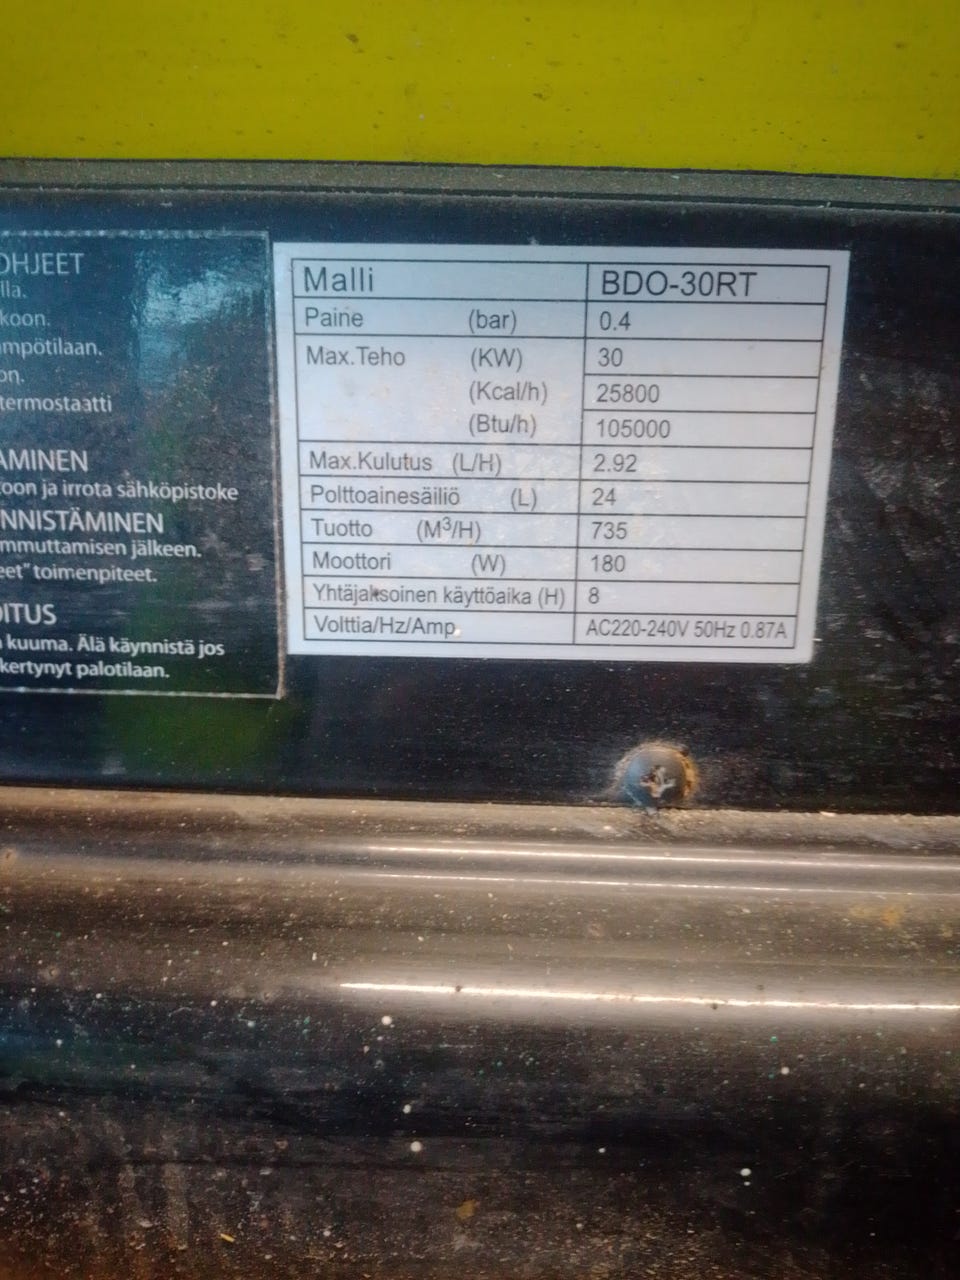 OHJEET
lla.
koon.
mpötilaan.
on.
termostaatti
AMINEN
oon ja irrota sähköpistoke
NNISTÄMINEN
mmuttamisen jälkeen.
eet" toimenpiteet.
OITUS
kuuma. Älä käynnistä jos
kertynyt palotilaan.
Malli BDO-30RT
Paine (bar) 0.4
Max.Teho (KW) 30
(Kcal/h) 25800
(Btu/h) 105000
Max.Kulutus (L/H) 2.92
Polttoainesäiliö (L) 24
Tuotto (M³/H) 735
Moottori (W) 180
Yhtäjaksoinen käyttöaika (H) 8
Volttia/Hz/Amp. AC220-240V 50Hz 0.87A